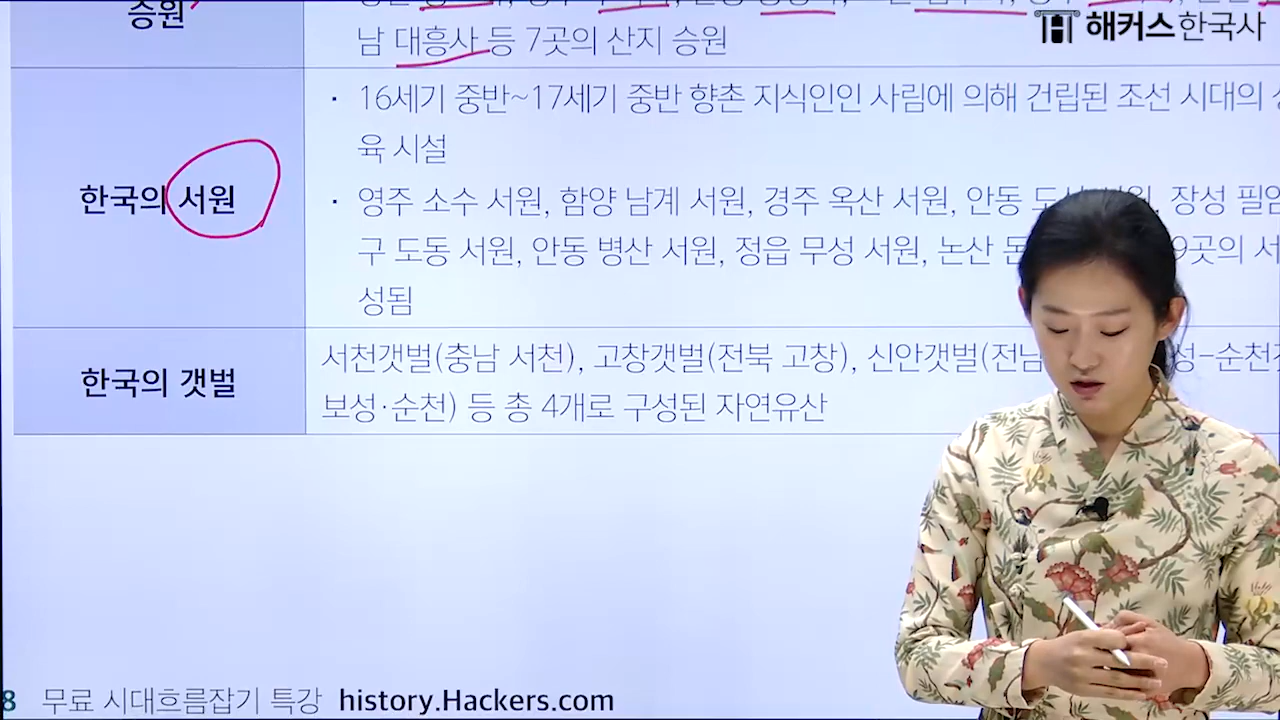 승원
남 대흥사 등 7곳의 산지 승원
해커스한국사
· 16세기 중반~17세기 중반 향촌 지식인인 사림에 의해 건립된 조선 시대의
육 시설
한국의 서원
· 영주 소수 서원, 함양 남계 서원, 경주 옥산 서원, 안동 서원, 장성 필암
구 도동 서원, 안동 병산 서원, 정읍 무성 서원, 논산 돈 9곳의 서
성됨
한국의 갯벌
서천갯벌(충남 서천), 고창갯벌(전북 고창), 신안갯벌(전남 성-순천
보성·순천) 등 총 4개로 구성된 자연유산
8 무료 시대흐름잡기 특강 history.Hackers.com